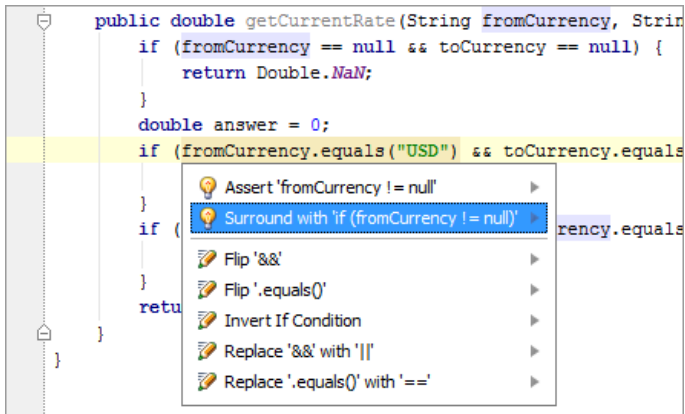 public double getCurrentRate(String fromCurrency, Strin
if (fromCurrency == null && toCurrency == null) {
return Double.NaN;
}
double answer = 0;
if (fromCurrency.equals("USD") && toCurrency.equals
Assert 'fromCurrency != null'
}
Surround with 'if (fromCurrency != null)'
if ( rency.equals
Flip '&&'
}
Flip '.equals()'
retu
Invert If Condition
}
Replace '&&' with '||'
}
Replace '.equals()' with '=='